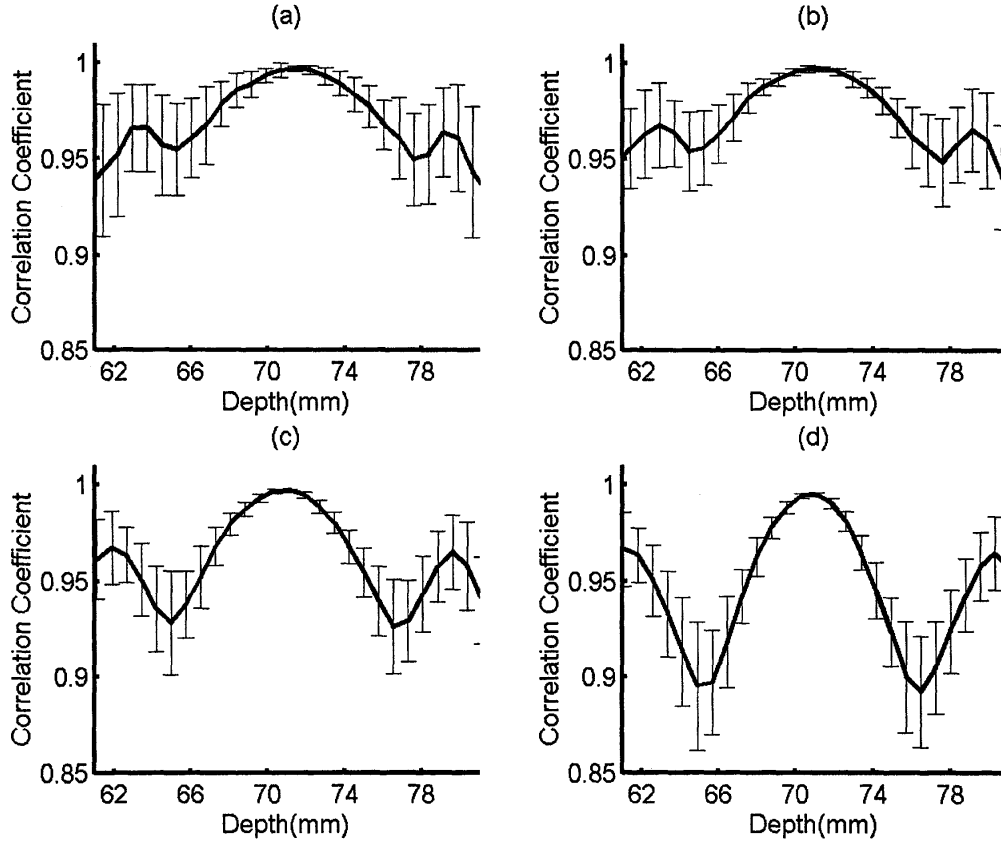 (a)
Correlation Coefficient
1
0.95
0.9
0.85
62 66 70 74 78
Depth(mm)
(b)
Correlation Coefficient
1
0.95
0.9
0.85
62 66 70 74 78
Depth(mm)
(c)
Correlation Coefficient
1
0.95
0.9
0.85
62 66 70 74 78
Depth(mm)
(d)
Correlation Coefficient
1
0.95
0.9
0.85
62 66 70 74 78
Depth(mm)